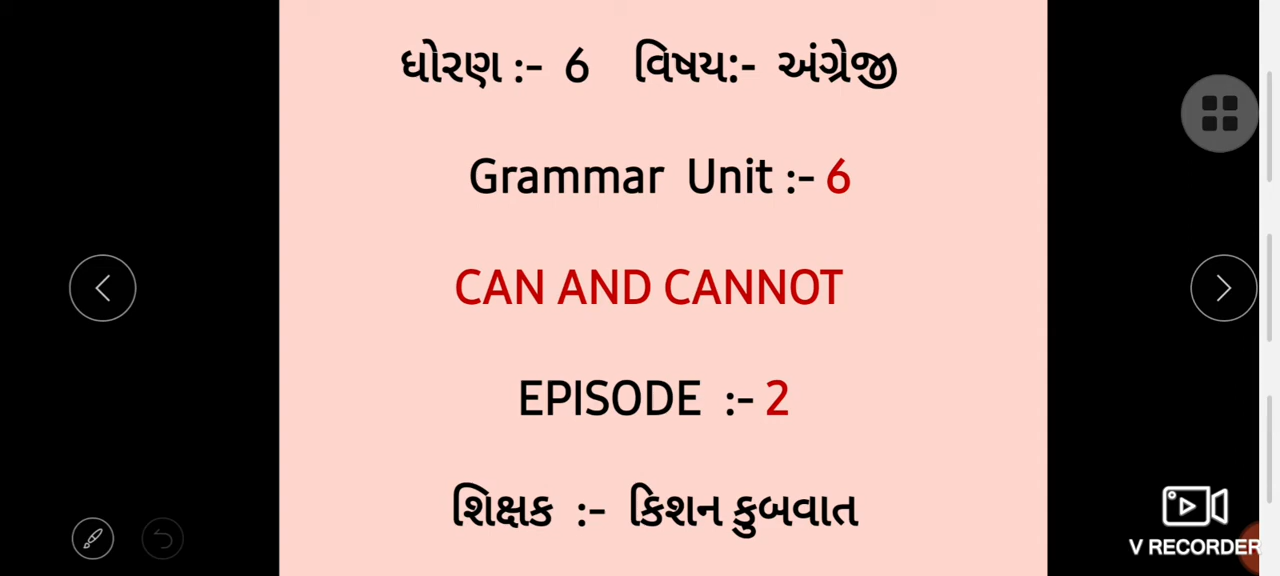 ધોરણ :- 6 વિષય:- અંગ્રેજી
Grammar Unit :- 6
CAN AND CANNOT
EPISODE :- 2
શિક્ષક :- કિશન કુબવાત
V RECORDER